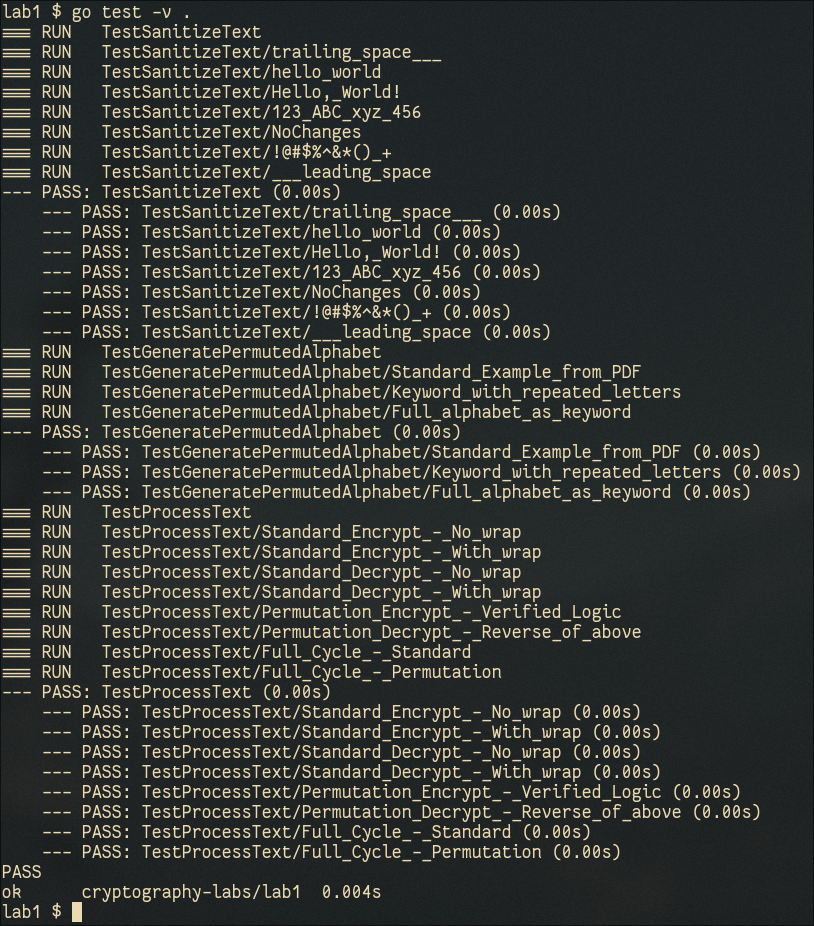 lab1 $ go test -v .
=== RUN   TestSanitizeText
=== RUN   TestSanitizeText/trailing_space___
=== RUN   TestSanitizeText/hello_world
=== RUN   TestSanitizeText/Hello,_World!
=== RUN   TestSanitizeText/123_ABC_xyz_456
=== RUN   TestSanitizeText/NoChanges
=== RUN   TestSanitizeText/!@#$%^&*()_+
=== RUN   TestSanitizeText/___leading_space
--- PASS: TestSanitizeText (0.00s)
    --- PASS: TestSanitizeText/trailing_space___ (0.00s)
    --- PASS: TestSanitizeText/hello_world (0.00s)
    --- PASS: TestSanitizeText/Hello,_World! (0.00s)
    --- PASS: TestSanitizeText/123_ABC_xyz_456 (0.00s)
    --- PASS: TestSanitizeText/NoChanges (0.00s)
    --- PASS: TestSanitizeText/!@#$%^&*()_+ (0.00s)
    --- PASS: TestSanitizeText/___leading_space (0.00s)
=== RUN   TestGeneratePermutedAlphabet
=== RUN   TestGeneratePermutedAlphabet/Standard_Example_from_PDF
=== RUN   TestGeneratePermutedAlphabet/Keyword_with_repeated_letters
=== RUN   TestGeneratePermutedAlphabet/Full_alphabet_as_keyword
--- PASS: TestGeneratePermutedAlphabet (0.00s)
    --- PASS: TestGeneratePermutedAlphabet/Standard_Example_from_PDF (0.00s)
    --- PASS: TestGeneratePermutedAlphabet/Keyword_with_repeated_letters (0.00s)
    --- PASS: TestGeneratePermutedAlphabet/Full_alphabet_as_keyword (0.00s)
=== RUN   TestProcessText
=== RUN   TestProcessText/Standard_Encrypt_-_No_wrap
=== RUN   TestProcessText/Standard_Encrypt_-_With_wrap
=== RUN   TestProcessText/Standard_Decrypt_-_No_wrap
=== RUN   TestProcessText/Standard_Decrypt_-_With_wrap
=== RUN   TestProcessText/Permutation_Encrypt_-_Verified_Logic
=== RUN   TestProcessText/Permutation_Decrypt_-_Reverse_of_above
=== RUN   TestProcessText/Full_Cycle_-_Standard
=== RUN   TestProcessText/Full_Cycle_-_Permutation
--- PASS: TestProcessText (0.00s)
    --- PASS: TestProcessText/Standard_Encrypt_-_No_wrap (0.00s)
    --- PASS: TestProcessText/Standard_Encrypt_-_With_wrap (0.00s)
    --- PASS: TestProcessText/Standard_Decrypt_-_No_wrap (0.00s)
    --- PASS: TestProcessText/Standard_Decrypt_-_With_wrap (0.00s)
    --- PASS: TestProcessText/Permutation_Encrypt_-_Verified_Logic (0.00s)
    --- PASS: TestProcessText/Permutation_Decrypt_-_Reverse_of_above (0.00s)
    --- PASS: TestProcessText/Full_Cycle_-_Standard (0.00s)
    --- PASS: TestProcessText/Full_Cycle_-_Permutation (0.00s)
PASS
ok      cryptography-labs/lab1  0.004s
lab1 $